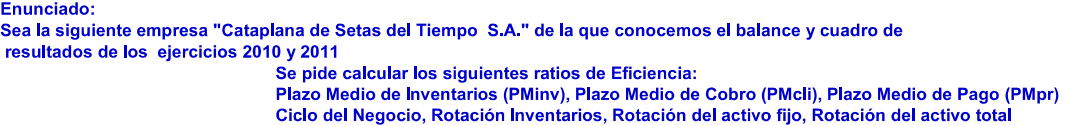 Enunciado:
Sea la siguiente empresa "Cataplana de Setas del Tiempo S.A." de la que conocemos el balance y cuadro de
resultados de los ejercicios 2010 y 2011
Se pide calcular los siguientes ratios de Eficiencia:
Plazo Medio de Inventarios (PMinv), Plazo Medio de Cobro (PMcli), Plazo Medio de Pago (PMpr)
Ciclo del Negocio, Rotación Inventarios, Rotación del activo fijo, Rotación del activo total